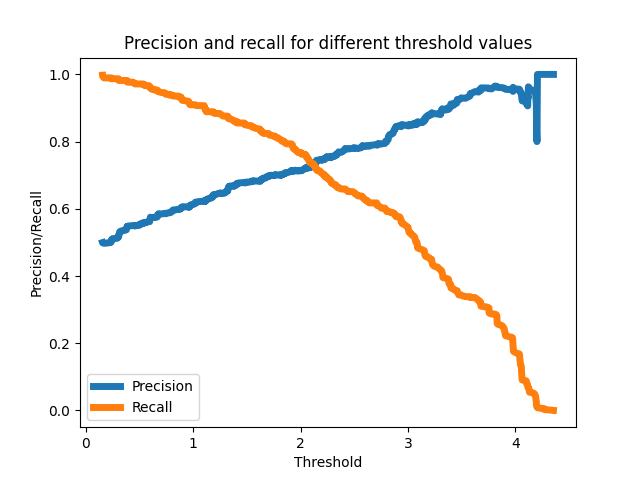 Precision and recall for different threshold values
1.0
0.8
0.6
0.4
0.2
0.0
Precision/Recall
Precision
Recall
0 1 2 3 4
Threshold